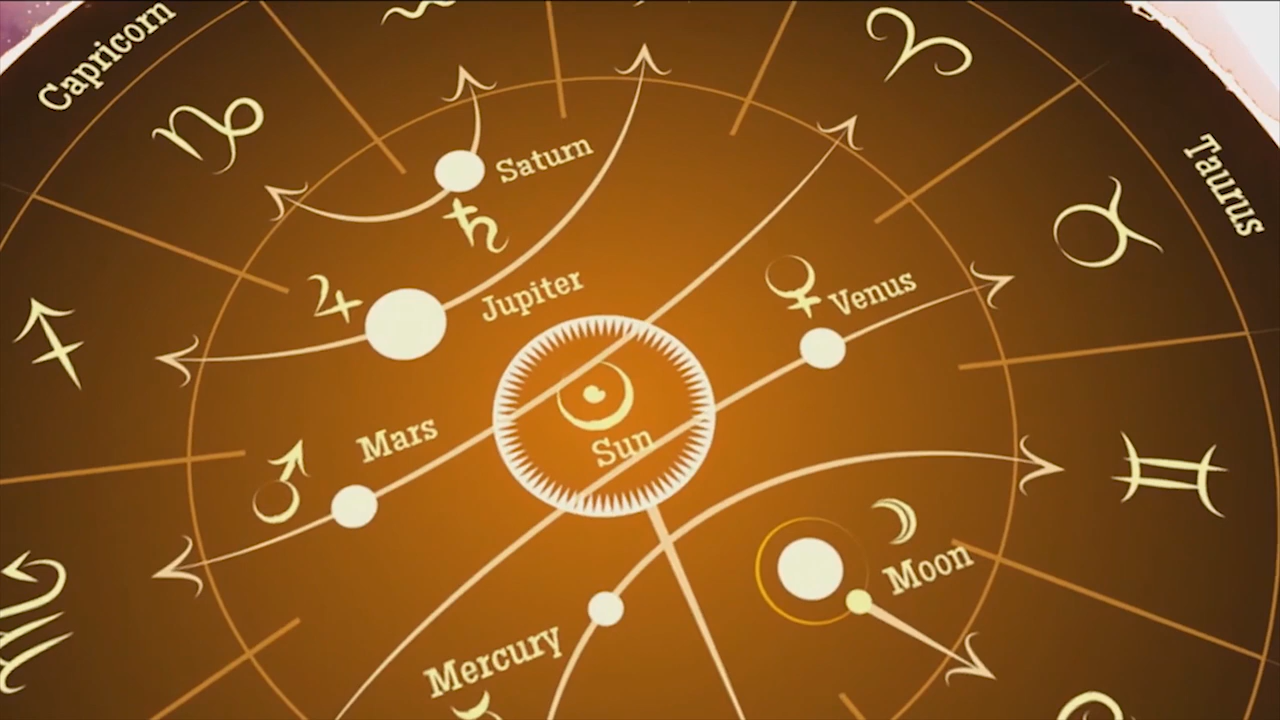 Capricorn
Taurus
Saturn
Jupiter
Venus
Mars
Sun
Moon
Mercury